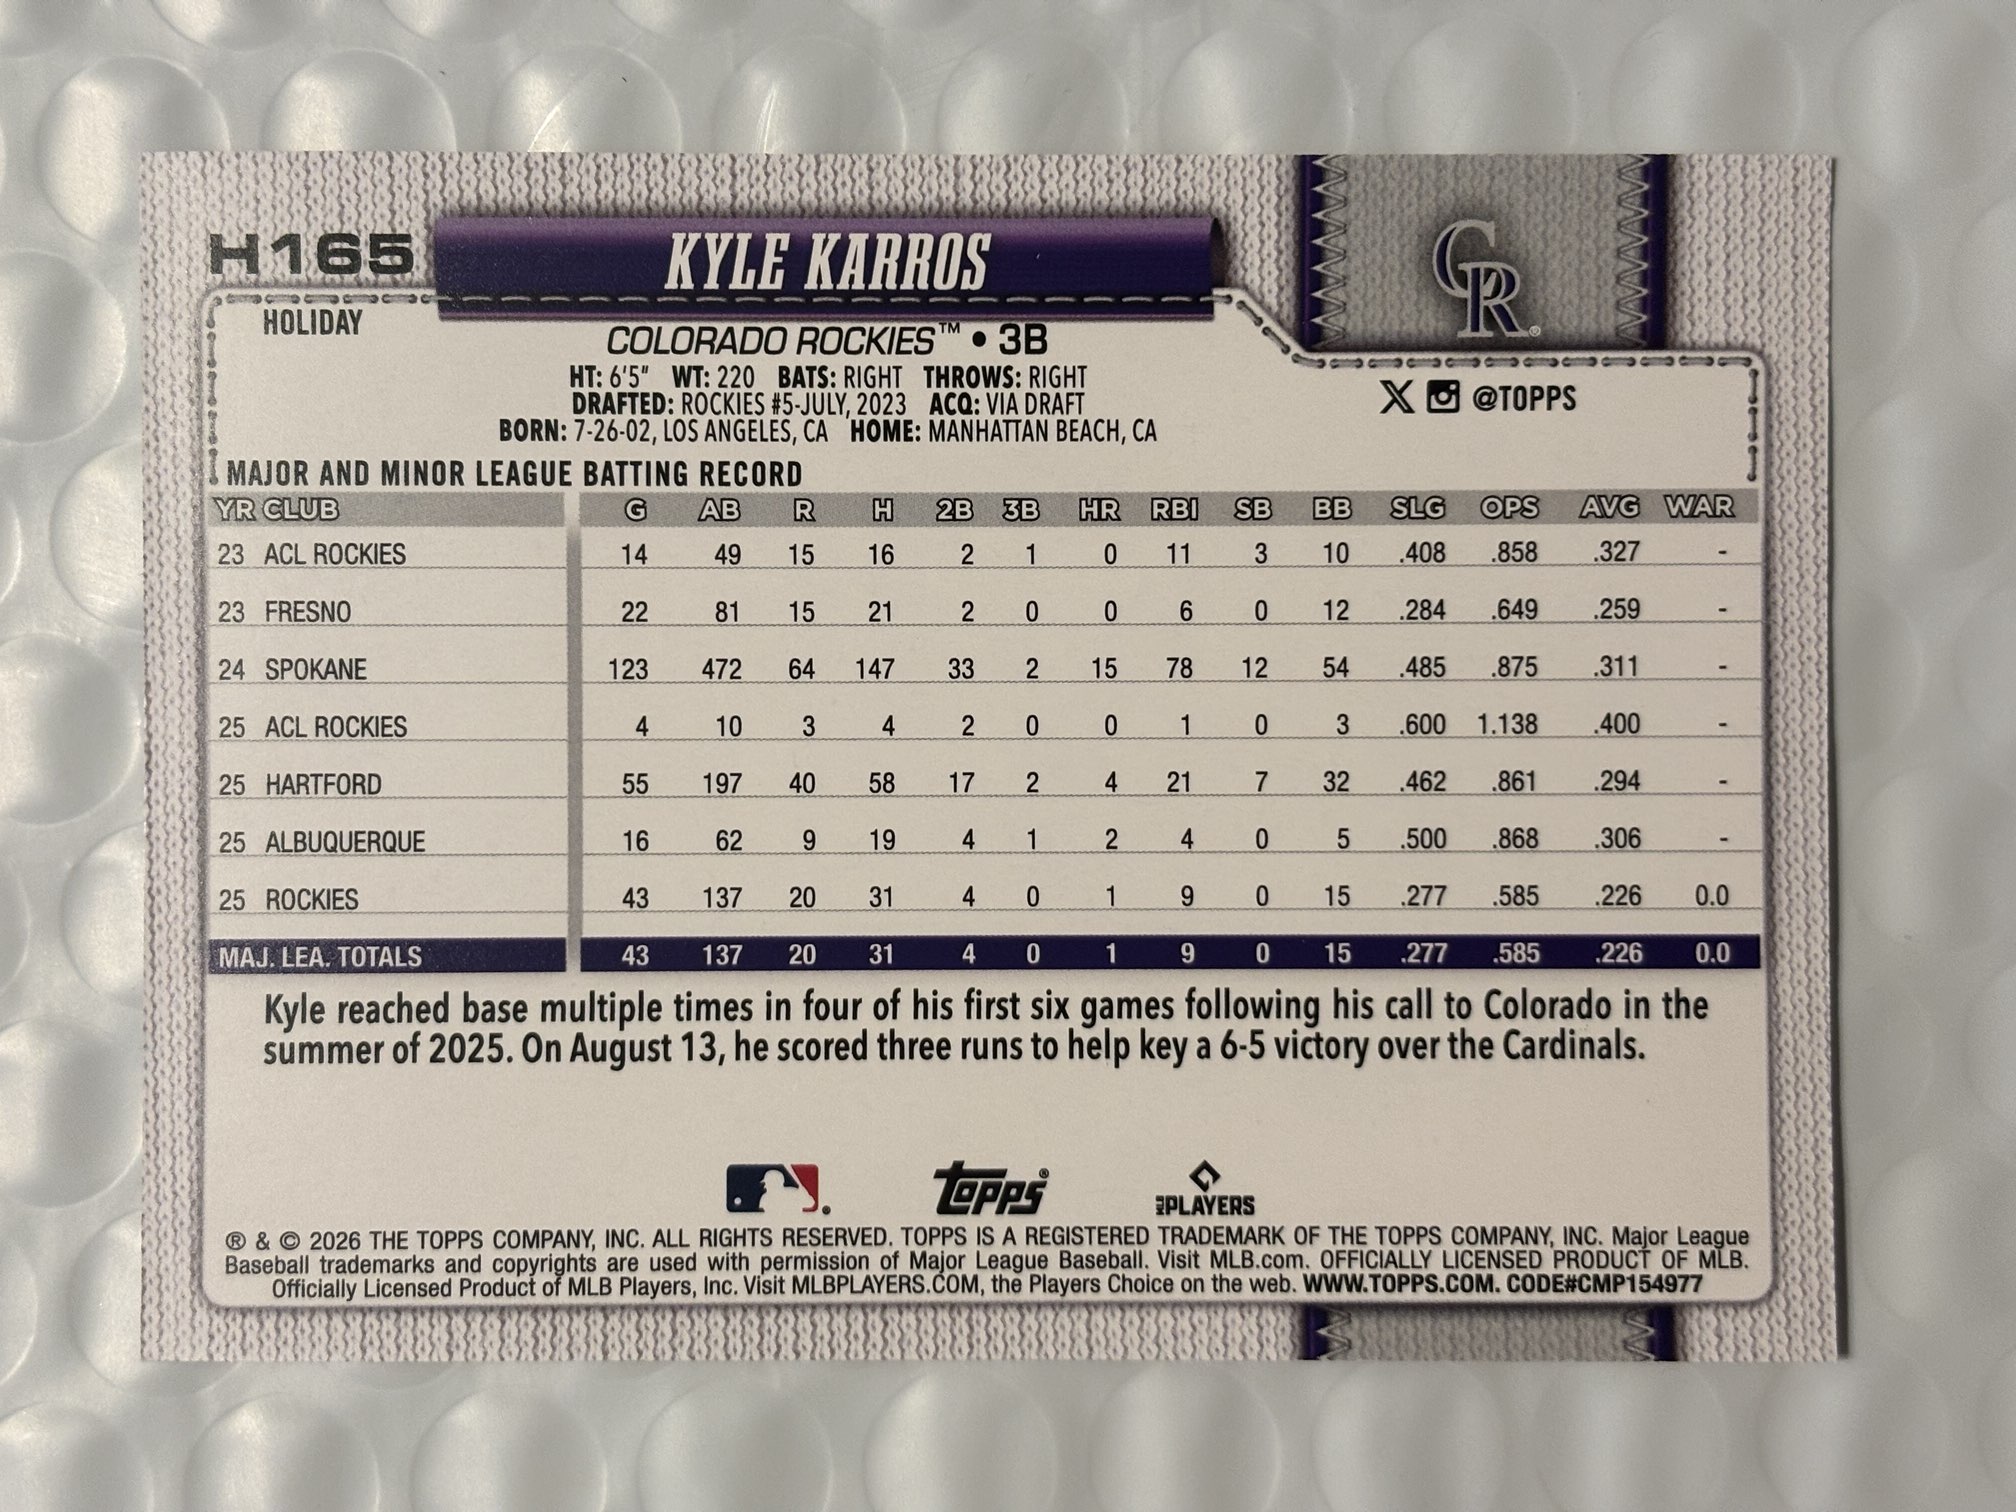 H165
KYLE KARROS
HOLIDAY
CR®
COLORADO ROCKIES™ • 3B
HT: 6'5" WT: 220 BATS: RIGHT THROWS: RIGHT
DRAFTED: ROCKIES #5-JULY, 2023 ACQ: VIA DRAFT
BORN: 7-26-02, LOS ANGELES, CA HOME: MANHATTAN BEACH, CA
X @TOPPS
MAJOR AND MINOR LEAGUE BATTING RECORD
YR CLUB G AB R H 2B 3B HR RBI SB BB SLG OPS AVG WAR
23 ACL ROCKIES 14 49 15 16 2 1 0 11 3 10 .408 .858 .327 -
23 FRESNO 22 81 15 21 2 0 0 6 0 12 .284 .649 .259 -
24 SPOKANE 123 472 64 147 33 2 15 78 12 54 .485 .875 .311 -
25 ACL ROCKIES 4 10 3 4 2 0 0 1 0 3 .600 1.138 .400 -
25 HARTFORD 55 197 40 58 17 2 4 21 7 32 .462 .861 .294 -
25 ALBUQUERQUE 16 62 9 19 4 1 2 4 0 5 .500 .868 .306 -
25 ROCKIES 43 137 20 31 4 0 1 9 0 15 .277 .585 .226 0.0
MAJ. LEA. TOTALS 43 137 20 31 4 0 1 9 0 15 .277 .585 .226 0.0
Kyle reached base multiple times in four of his first six games following his call to Colorado in the
summer of 2025. On August 13, he scored three runs to help key a 6-5 victory over the Cardinals.
topps® MLBPLAYERS
® & © 2026 THE TOPPS COMPANY, INC. ALL RIGHTS RESERVED. TOPPS IS A REGISTERED TRADEMARK OF THE TOPPS COMPANY, INC. Major League
Baseball trademarks and copyrights are used with permission of Major League Baseball. Visit MLB.com. OFFICIALLY LICENSED PRODUCT OF MLB.
Officially Licensed Product of MLB Players, Inc. Visit MLBPLAYERS.COM, the Players Choice on the web. WWW.TOPPS.COM. CODE#CMP154977